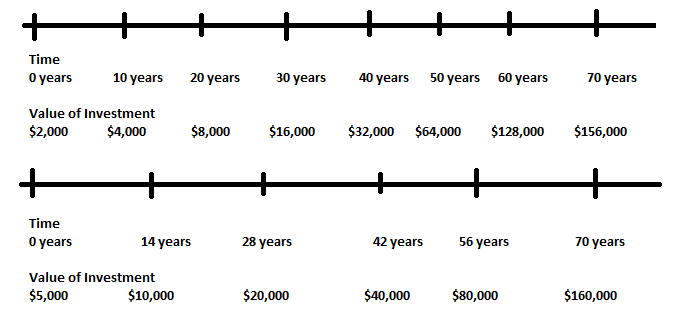 Time
0 years 10 years 20 years 30 years 40 years 50 years 60 years 70 years
Value of Investment
$2,000 $4,000 $8,000 $16,000 $32,000 $64,000 $128,000 $156,000
Time
0 years 14 years 28 years 42 years 56 years 70 years
Value of Investment
$5,000 $10,000 $20,000 $40,000 $80,000 $160,000